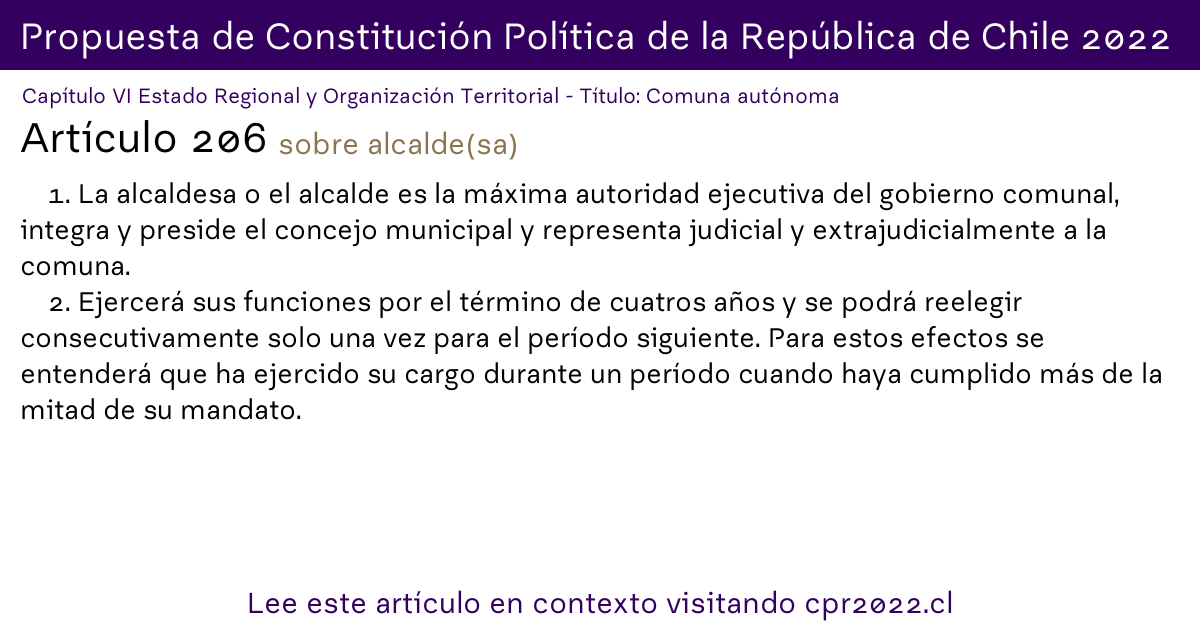 Propuesta de Constitución Política de la República de Chile 2022
Capítulo VI Estado Regional y Organización Territorial - Título: Comuna autónoma
Artículo 206 sobre alcalde(sa)
1. La alcaldesa o el alcalde es la máxima autoridad ejecutiva del gobierno comunal,
integra y preside el concejo municipal y representa judicial y extrajudicialmente a la
comuna.
2. Ejercerá sus funciones por el término de cuatros años y se podrá reelegir
consecutivamente solo una vez para el período siguiente. Para estos efectos se
entenderá que ha ejercido su cargo durante un período cuando haya cumplido más de la
mitad de su mandato.
Lee este artículo en contexto visitando cpr2022.cl